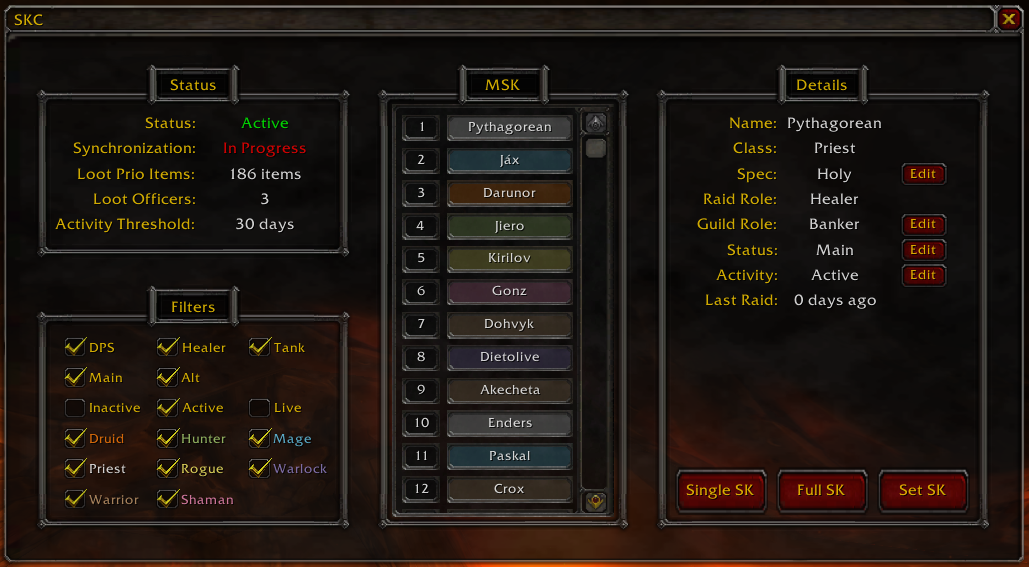 SKC
Status
Status: Active
Synchronization: In Progress
Loot Prio Items: 186 items
Loot Officers: 3
Activity Threshold: 30 days
Filters
DPS Healer Tank
Main Alt
Inactive Active Live
Druid Hunter Mage
Priest Rogue Warlock
Warrior Shaman
MSK
1 Pythagorean
2 Jáx
3 Darunor
4 Jiero
5 Kirilov
6 Gonz
7 Dohvyk
8 Dietolive
9 Akecheta
10 Enders
11 Paskal
12 Crox
Details
Name: Pythagorean
Class: Priest
Spec: Holy Edit
Raid Role: Healer
Guild Role: Banker Edit
Status: Main Edit
Activity: Active Edit
Last Raid: 0 days ago
Single SK Full SK Set SK